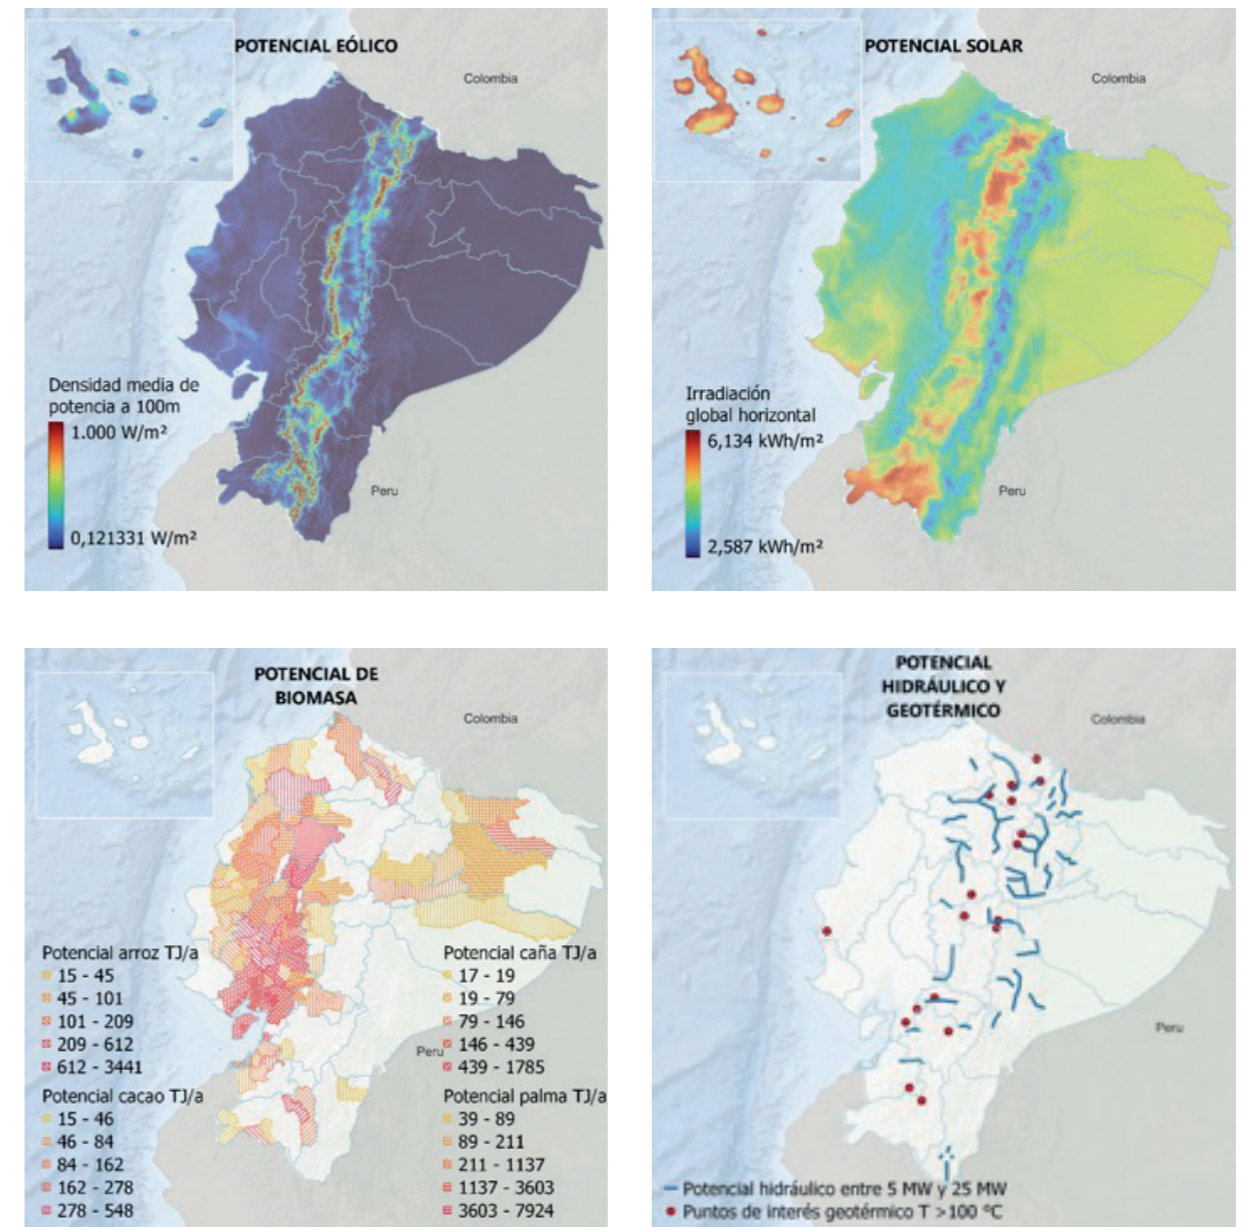 POTENCIAL EÓLICO
Colombia
Densidad media de
potencia a 100m
1.000 W/m²
0,121331 W/m²
Peru
POTENCIAL SOLAR
Colombia
Irradiación
global horizontal
6,134 kWh/m²
2,587 kWh/m²
Peru
POTENCIAL DE
BIOMASA
Colombia
Potencial arroz TJ/a
15 - 45
45 - 101
101 - 209
209 - 612
612 - 3441
Potencial cacao TJ/a
15 - 46
46 - 84
84 - 162
162 - 278
278 - 548
Potencial caña TJ/a
17 - 19
19 - 79
79 - 146
146 - 439
439 - 1785
Peru
Potencial palma TJ/a
39 - 89
89 - 211
211 - 1137
1137 - 3603
3603 - 7924
POTENCIAL
HIDRÁULICO Y
GEOTÉRMICO
Colombia
Peru
Potencial hidráulico entre 5 MW y 25 MW
Puntos de interés geotérmico T >100 °C